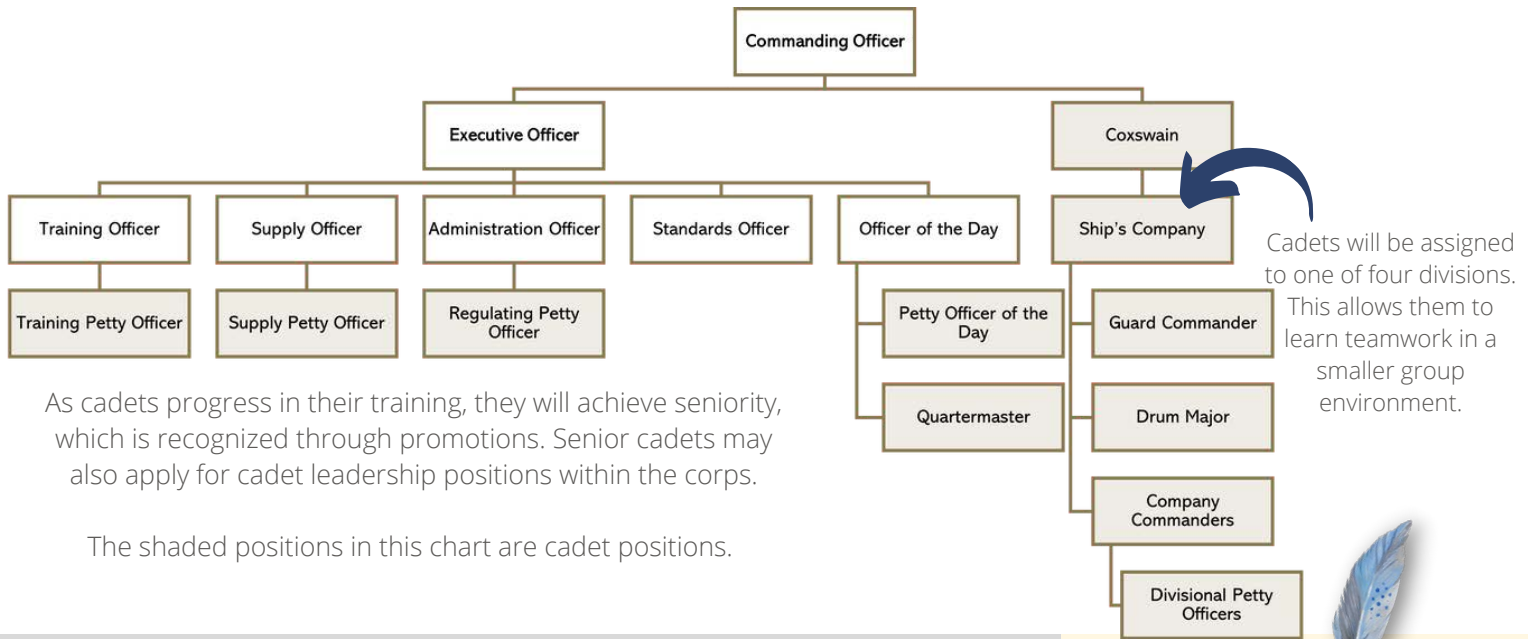 Commanding Officer
Executive Officer
Coxswain
Training Officer
Supply Officer
Administration Officer
Standards Officer
Officer of the Day
Ship's Company
Training Petty Officer
Supply Petty Officer
Regulating Petty
Officer
Petty Officer of the
Day
Guard Commander
Quartermaster
Drum Major
Company
Commanders
Divisional Petty
Officers
Cadets will be assigned
to one of four divisions.
This allows them to
learn teamwork in a
smaller group
environment.
As cadets progress in their training, they will achieve seniority,
which is recognized through promotions. Senior cadets may
also apply for cadet leadership positions within the corps.
The shaded positions in this chart are cadet positions.